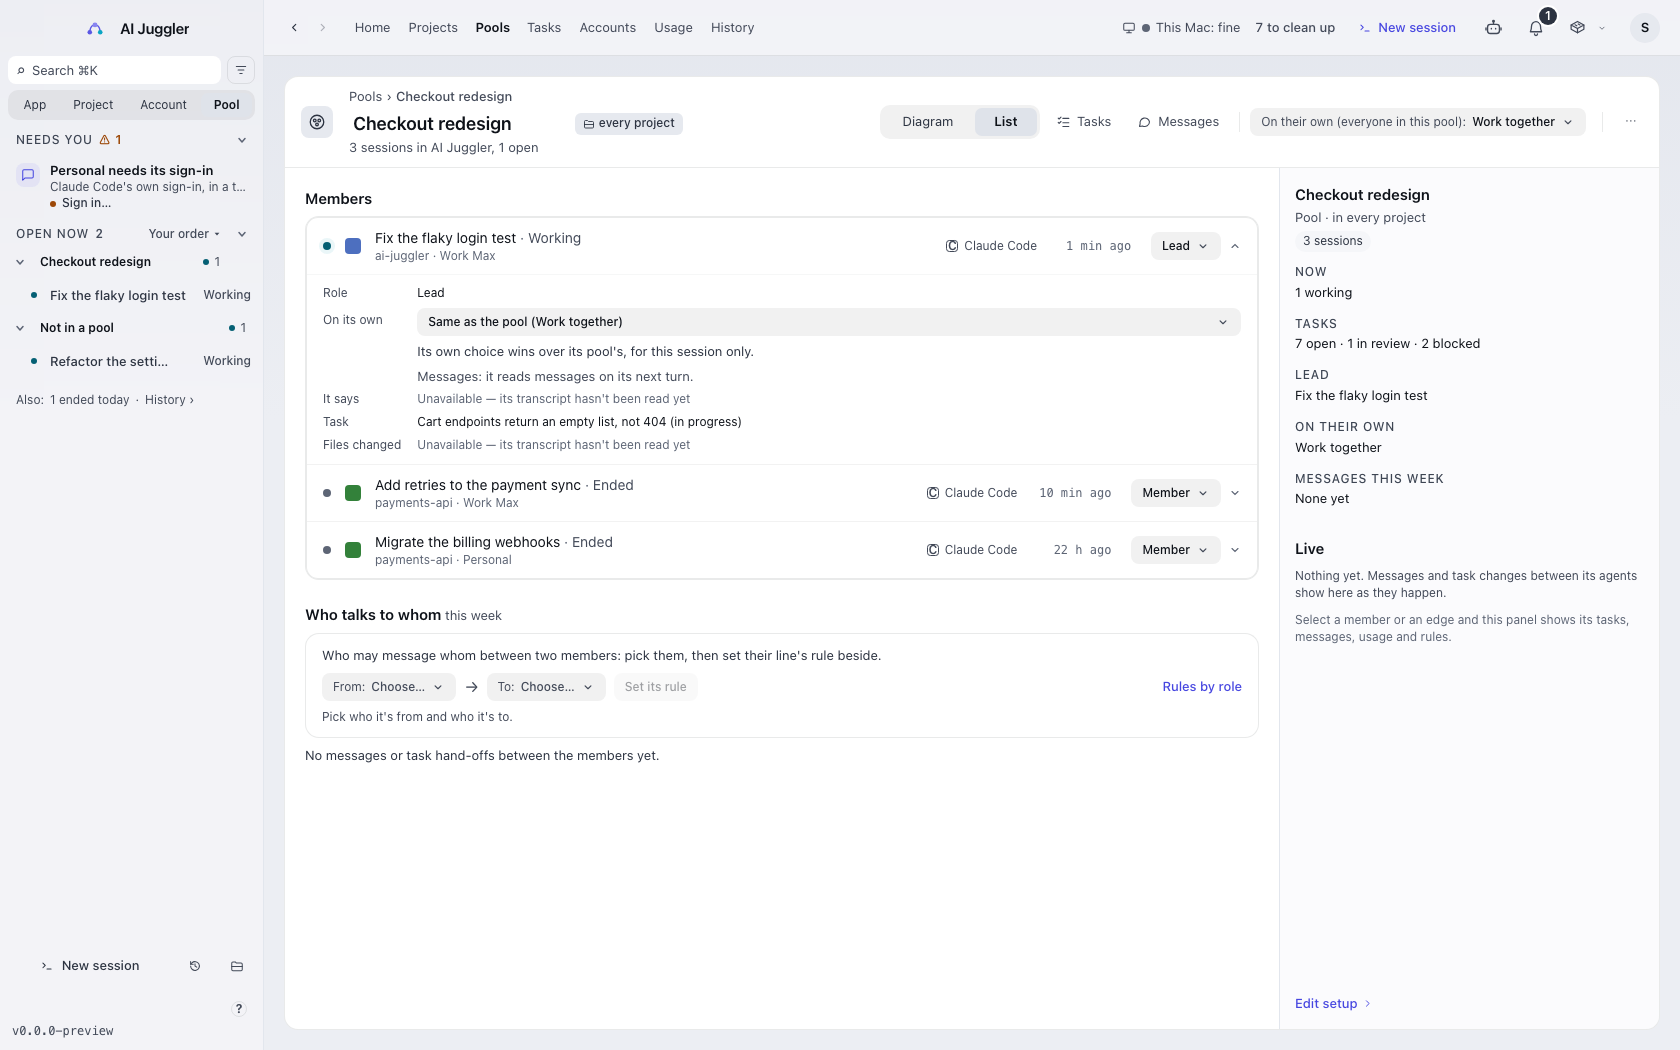 AI Juggler
Search ⌘K
App Project Account Pool
NEEDS YOU 1
Personal needs its sign-in
Claude Code's own sign-in, in a t…
Sign in…
OPEN NOW 2 Your order
Checkout redesign 1
Fix the flaky login test Working
Not in a pool 1
Refactor the setti… Working
Also: 1 ended today · History ›
New session
?
v0.0.0-preview
Home Projects Pools Tasks Accounts Usage History
This Mac: fine 7 to clean up New session 1 S
Pools › Checkout redesign
Checkout redesign every project
3 sessions in AI Juggler, 1 open
Diagram List Tasks Messages On their own (everyone in this pool): Work together …
Members
Fix the flaky login test · Working
ai-juggler · Work Max
Claude Code 1 min ago Lead
Role Lead
On its own Same as the pool (Work together)
Its own choice wins over its pool's, for this session only.
Messages: it reads messages on its next turn.
It says Unavailable — its transcript hasn't been read yet
Task Cart endpoints return an empty list, not 404 (in progress)
Files changed Unavailable — its transcript hasn't been read yet
Add retries to the payment sync · Ended
payments-api · Work Max
Claude Code 10 min ago Member
Migrate the billing webhooks · Ended
payments-api · Personal
Claude Code 22 h ago Member
Who talks to whom this week
Who may message whom between two members: pick them, then set their line's rule beside.
From: Choose… → To: Choose… Set its rule Rules by role
Pick who it's from and who it's to.
No messages or task hand-offs between the members yet.
Checkout redesign
Pool · in every project
3 sessions
NOW
1 working
TASKS
7 open · 1 in review · 2 blocked
LEAD
Fix the flaky login test
ON THEIR OWN
Work together
MESSAGES THIS WEEK
None yet
Live
Nothing yet. Messages and task changes between its agents
show here as they happen.
Select a member or an edge and this panel shows its tasks,
messages, usage and rules.
Edit setup ›